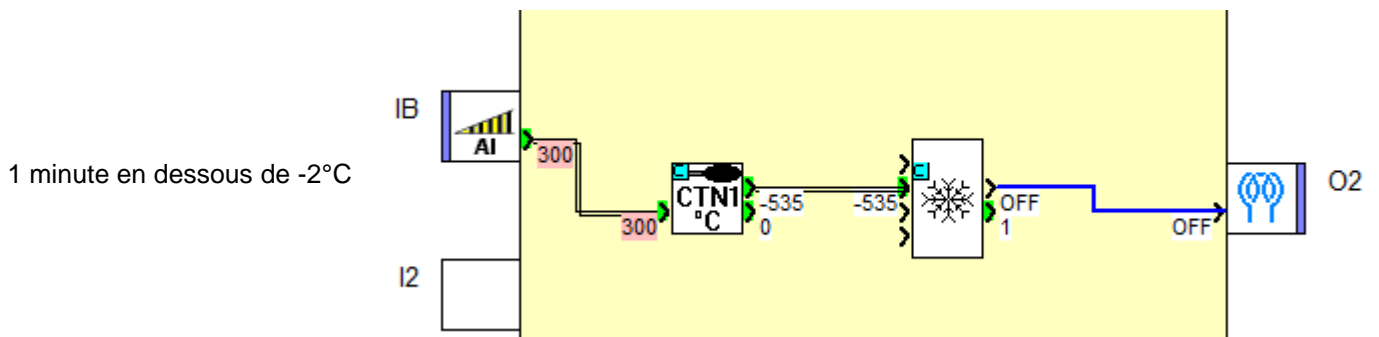 IB
AI
300
1 minute en dessous de -2°C
C
C
CTN1
°C
300
-535
0
-535
OFF
1
OFF
O2
I2